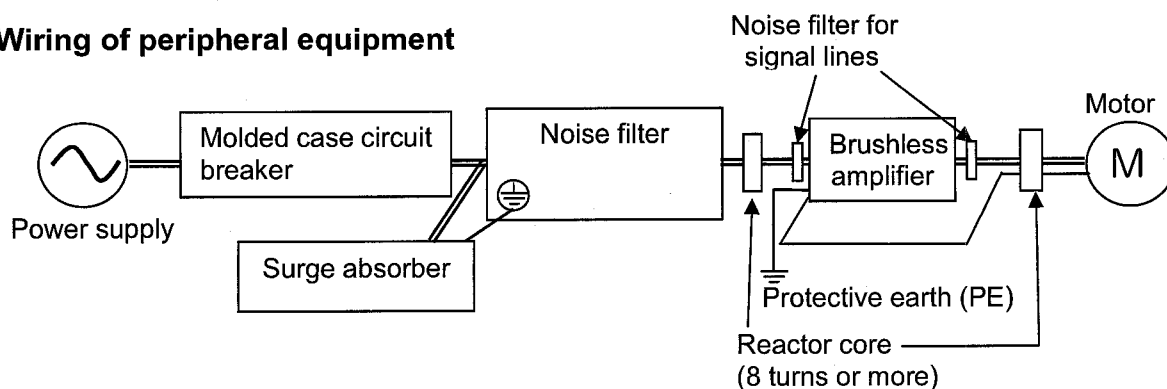 Wiring of peripheral equipment
Noise filter for
signal lines
Motor
Molded case circuit
breaker
Noise filter
Brushless
amplifier
M
Power supply
Surge absorber
Protective earth (PE)
Reactor core
(8 turns or more)